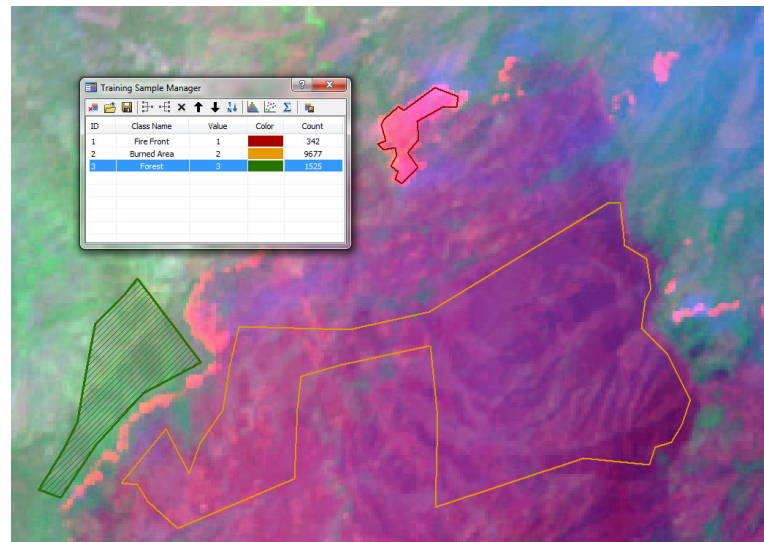 Training Sample Manager
ID Class Name Value Color Count
1 Fire Front 1 342
2 Burned Area 2 9677
3 Forest 3 1525